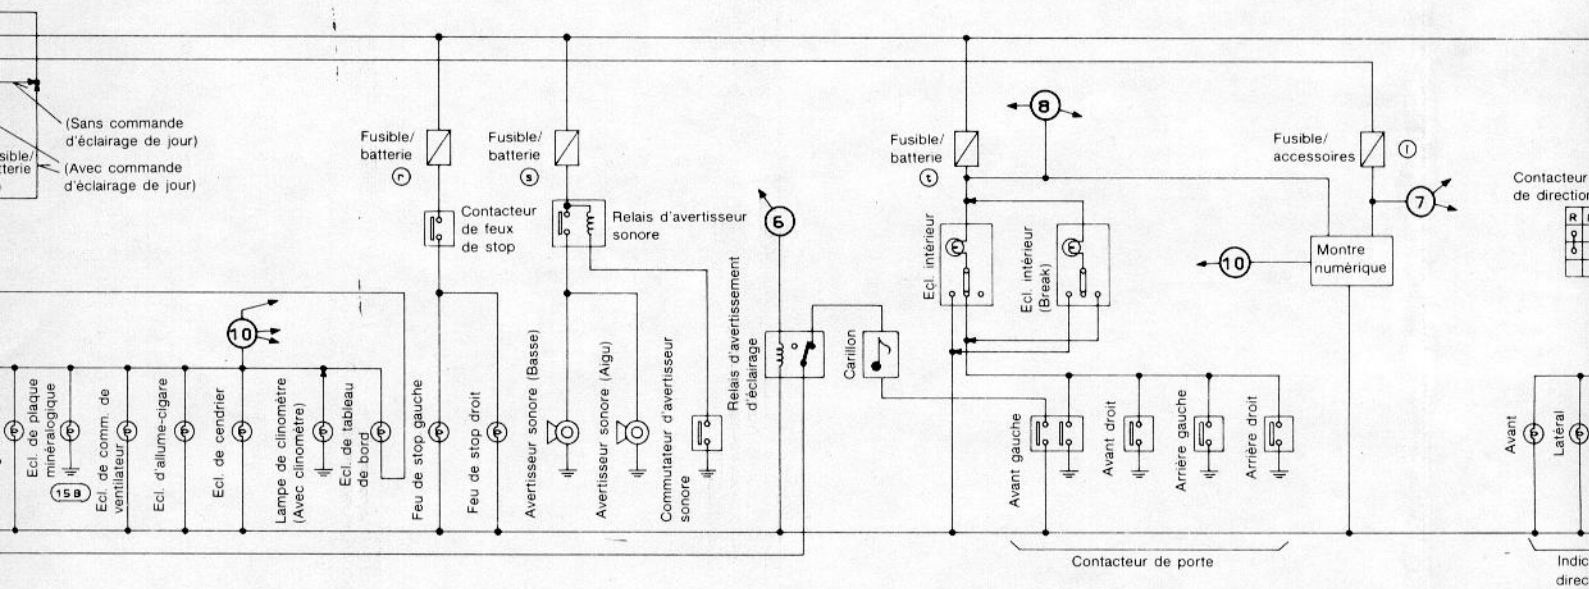 (Sans commande
d'éclairage de jour)
sible/
tterie
(Avec commande
d'éclairage de jour)
Fusible/
batterie
r
Fusible/
batterie
s
Contacteur
de feux
de stop
Relais d'avertisseur
sonore
6
Fusible/
batterie
t
8
Fusible/
accessoires
l
7
Contacteur
de direction
R
Montre
numérique
10
Ecl. intérieur
Ecl. intérieur
(Break)
10
Ecl. de plaque
minéralogique
15B
Ecl. de comm. de
ventilateur
Ecl. d'allume-cigare
Ecl. de cendrier
Lampe de clinomètre
(Avec clinomètre)
Ecl. de tableau
de bord
Feu de stop gauche
Feu de stop droit
Avertisseur sonore (Basse)
Avertisseur sonore (Aigu)
Commutateur d'avertisseur
sonore
Relais d'avertissement
d'éclairage
Carillon
Avant gauche
Avant droit
Arrière gauche
Arrière droit
Contacteur de porte
Avant
Latéral
Indic
direc